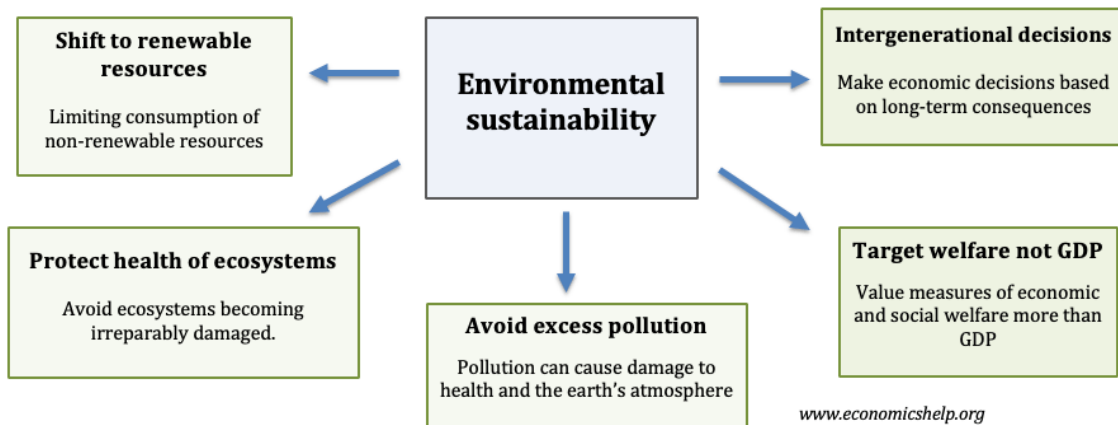 Shift to renewable
resources
Limiting consumption of
non-renewable resources
Environmental
sustainability
Intergenerational decisions
Make economic decisions based
on long-term consequences
Protect health of ecosystems
Avoid ecosystems becoming
irreparably damaged.
Avoid excess pollution
Pollution can cause damage to
health and the earth’s atmosphere
Target welfare not GDP
Value measures of economic
and social welfare more than
GDP
www.economicshelp.org